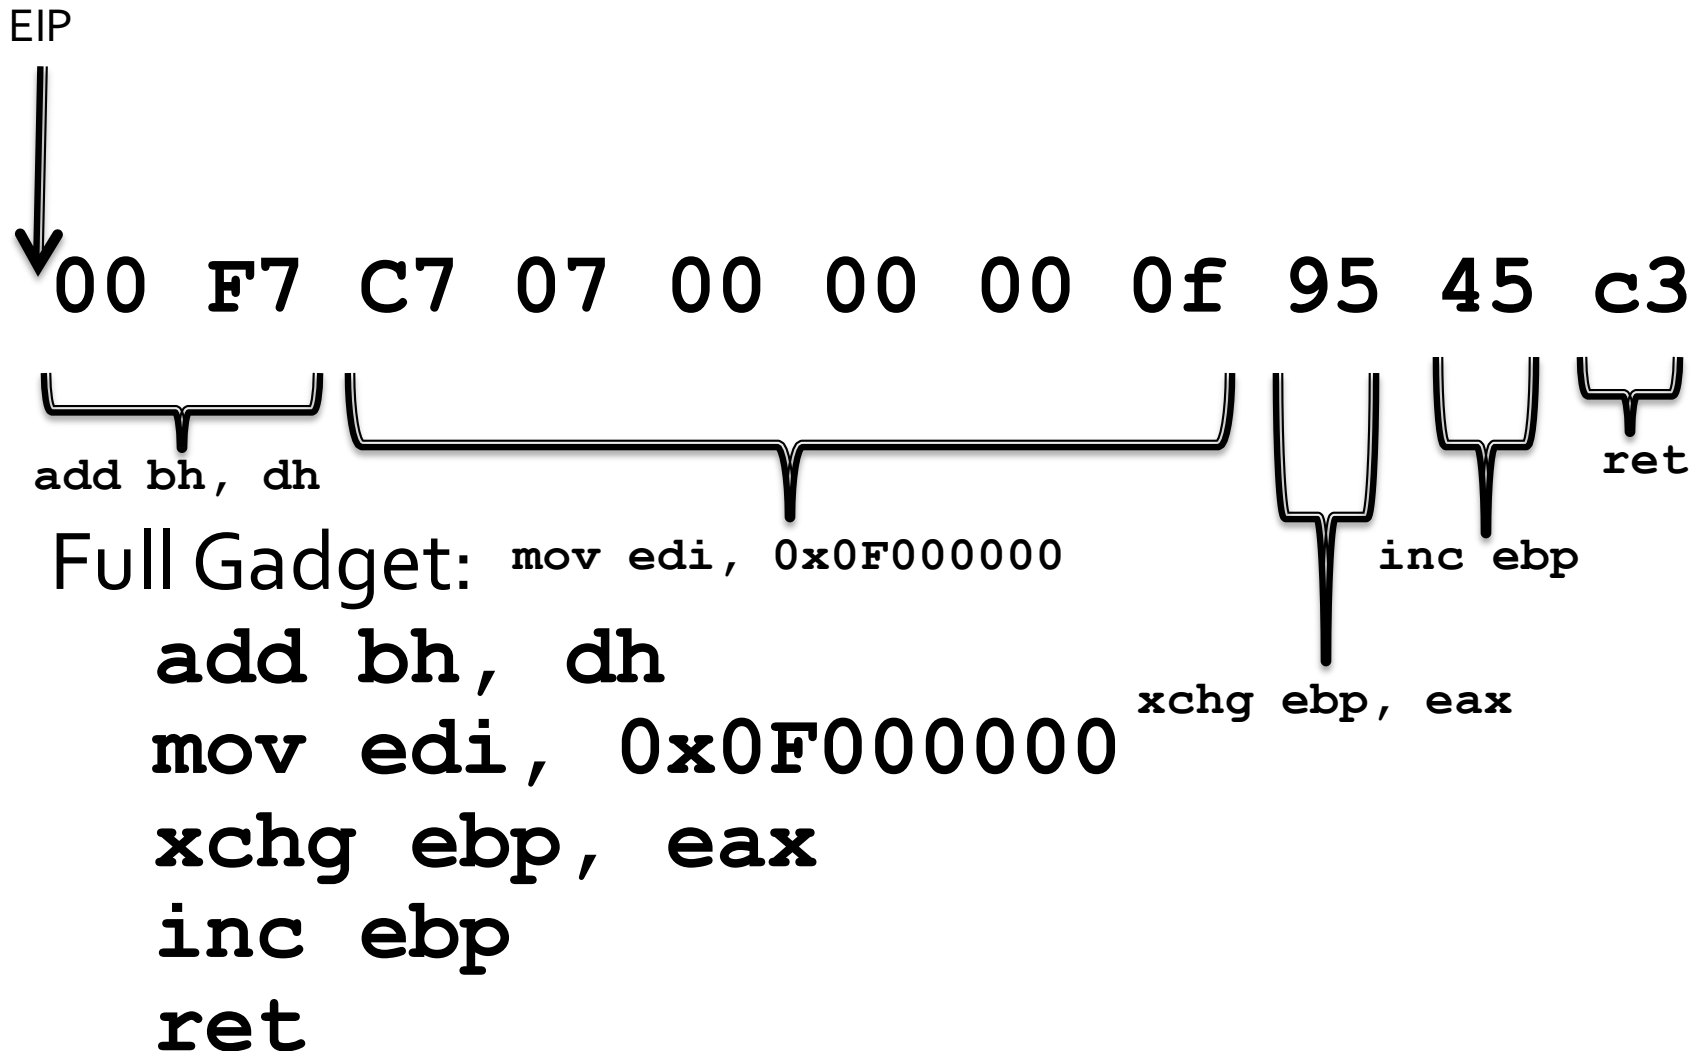 EIP
00 F7 C7 07 00 00 00 0f 95 45 c3
add bh, dh
ret
Full Gadget:
mov edi, 0x0F000000
inc ebp
xchg ebp, eax
add bh, dh
mov edi, 0x0F000000
xchg ebp, eax
inc ebp
ret